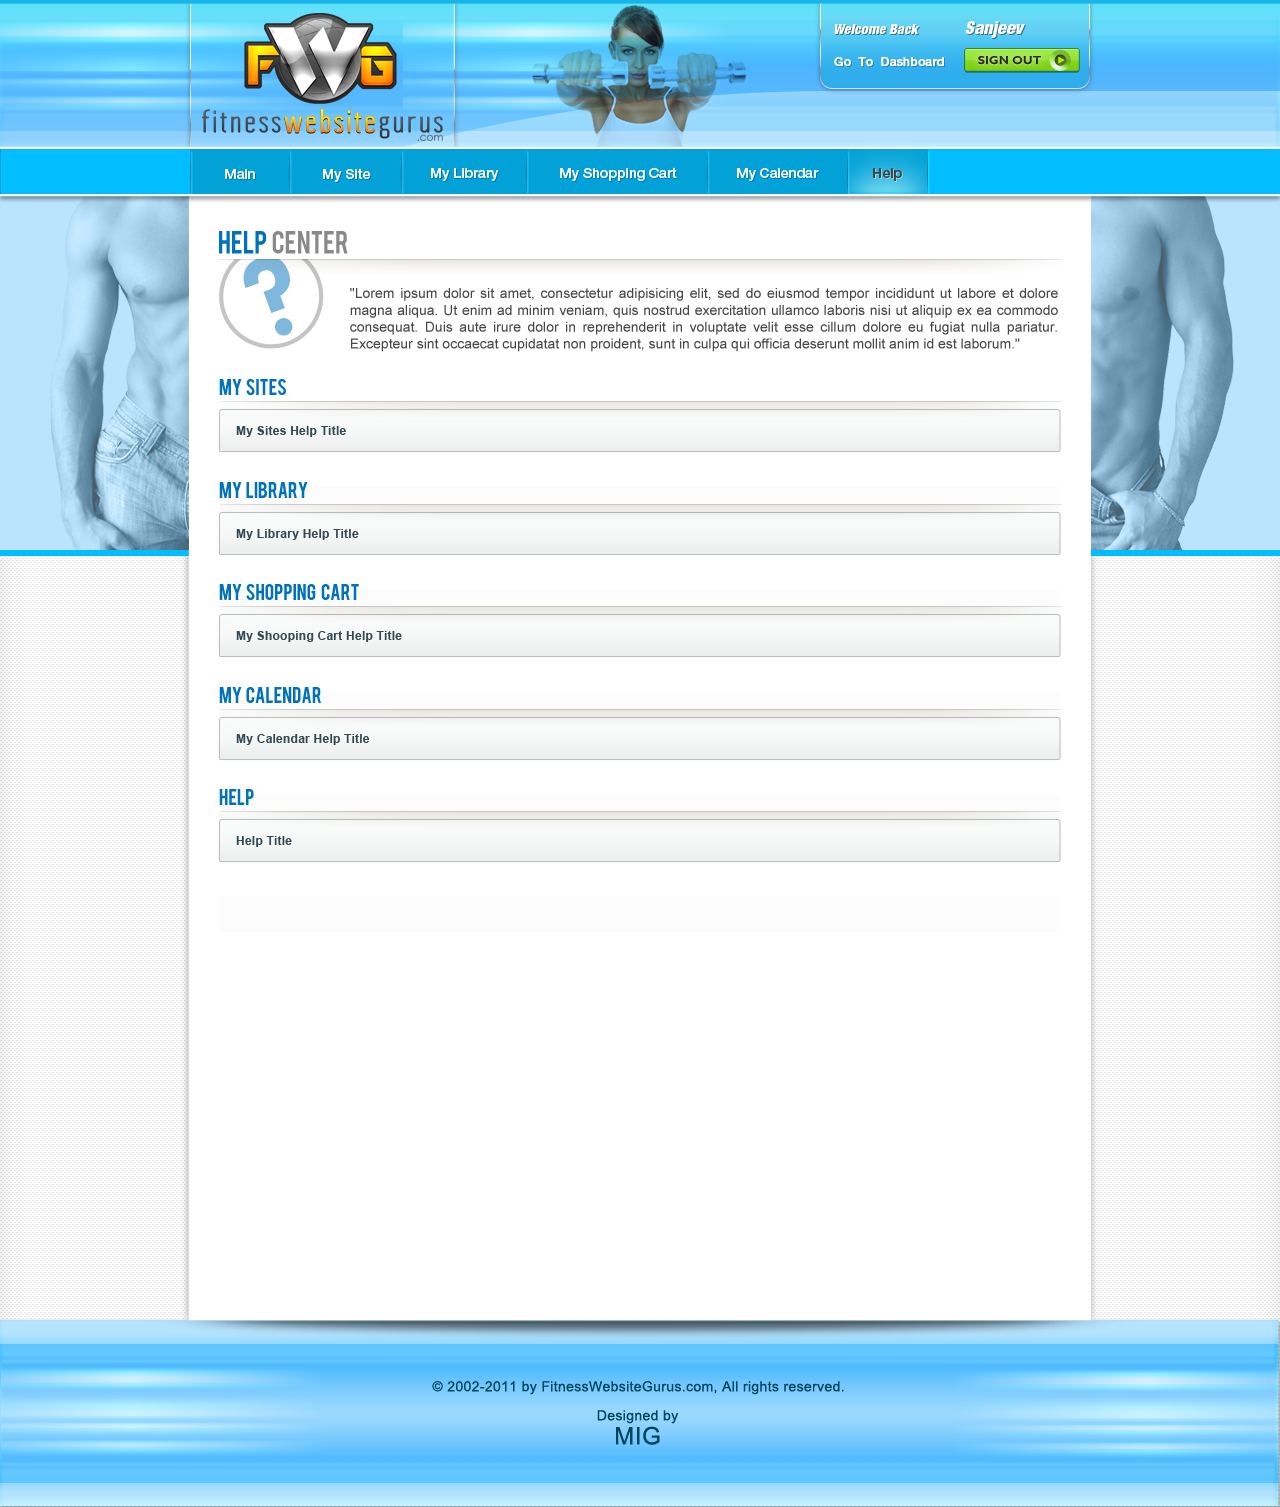 FWG
fitnesswebsitegurus
.com
Welcome Back Sanjeev
Go To Dashboard SIGN OUT
Main My Site My Library My Shopping Cart My Calendar Help
HELP CENTER
?
"Lorem ipsum dolor sit amet, consectetur adipisicing elit, sed do eiusmod tempor incididunt ut labore et dolore
magna aliqua. Ut enim ad minim veniam, quis nostrud exercitation ullamco laboris nisi ut aliquip ex ea commodo
consequat. Duis aute irure dolor in reprehenderit in voluptate velit esse cillum dolore eu fugiat nulla pariatur.
Excepteur sint occaecat cupidatat non proident, sunt in culpa qui officia deserunt mollit anim id est laborum."
MY SITES
My Sites Help Title
MY LIBRARY
My Library Help Title
MY SHOPPING CART
My Shooping Cart Help Title
MY CALENDAR
My Calendar Help Title
HELP
Help Title
© 2002-2011 by FitnessWebsiteGurus.com, All rights reserved.
Designed by
MIG